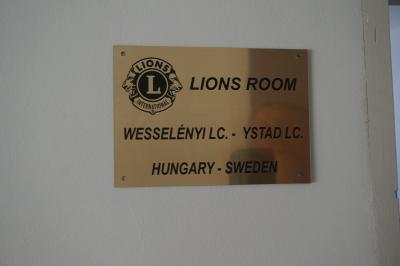 LIONS
L
INTERNATIONAL
LIONS ROOM
WESSELÉNYI LC. - YSTAD LC.
HUNGARY - SWEDEN